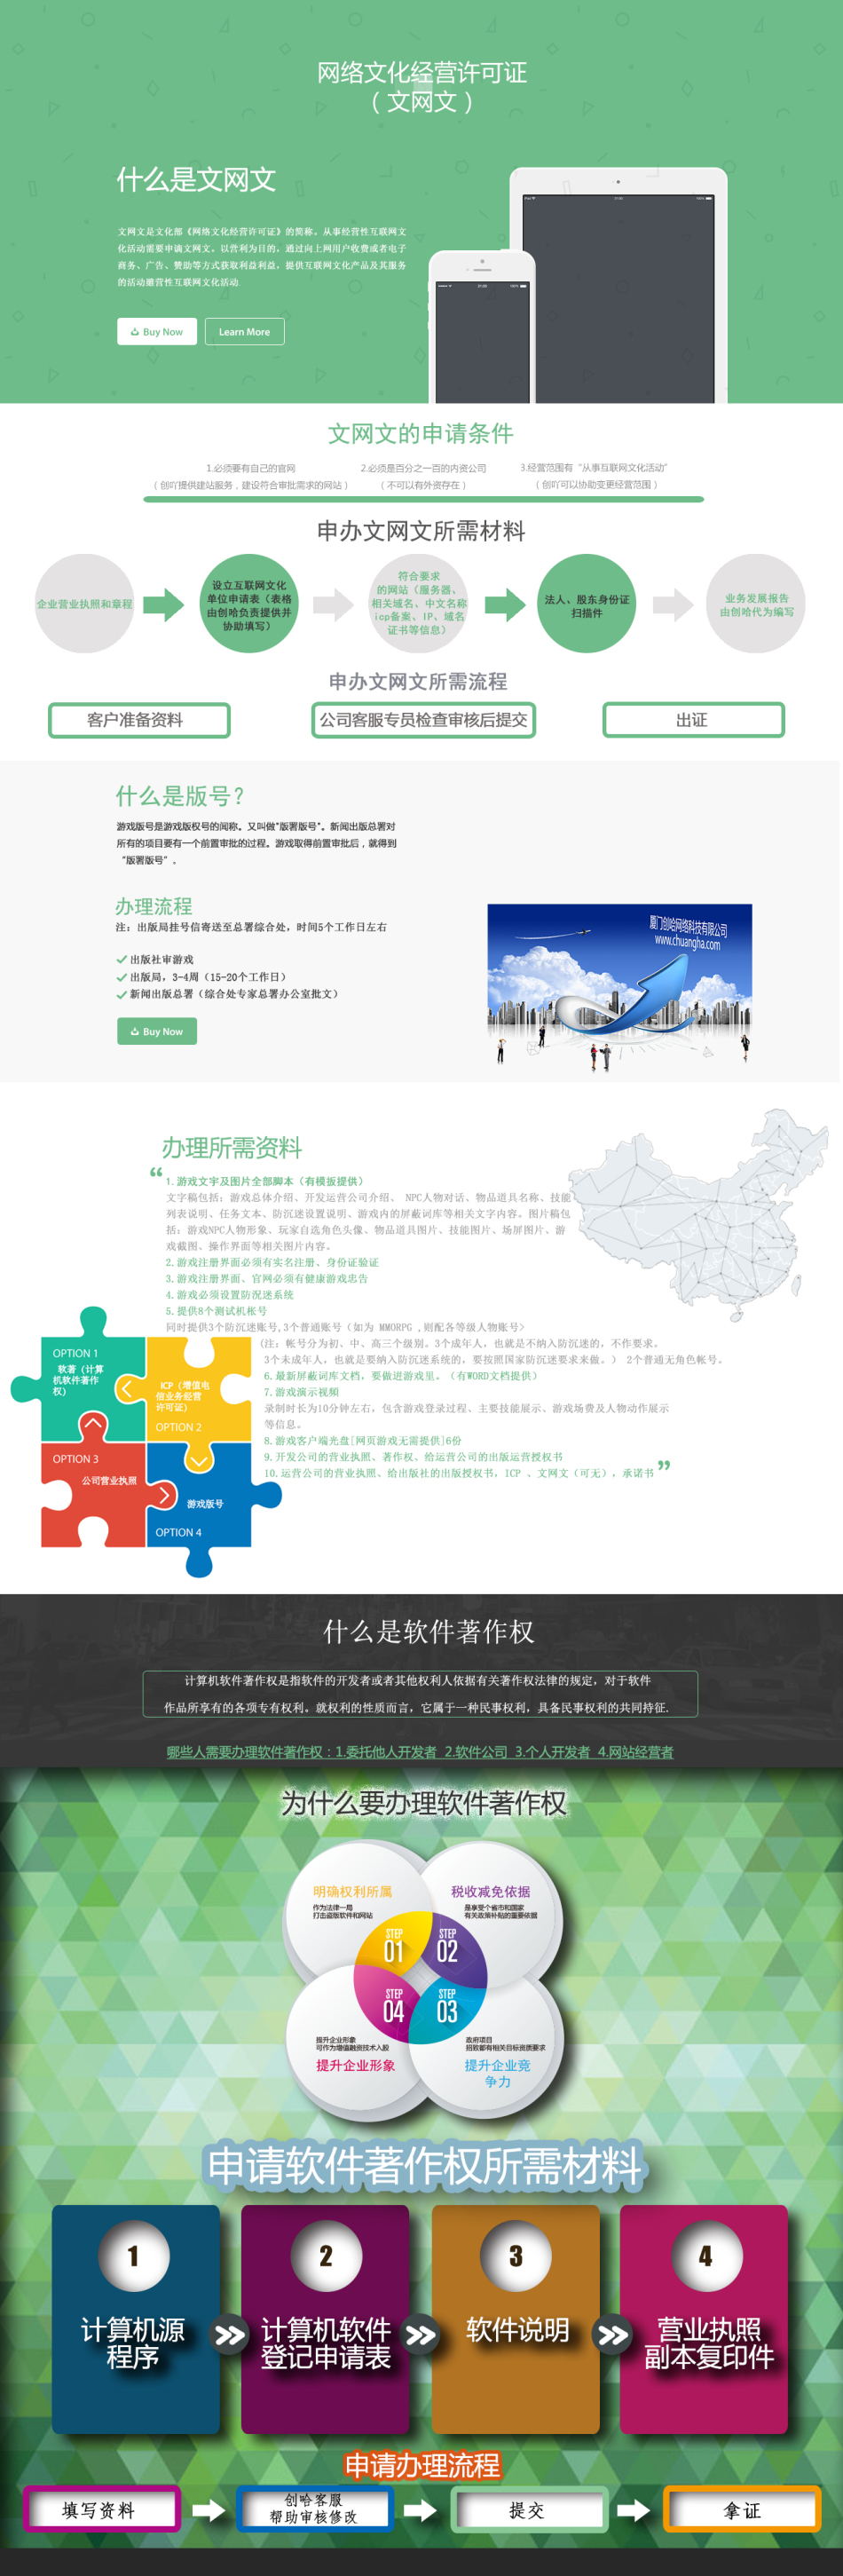 网络文化经营许可证
（文网文）
什么是文网文
文网文是文化部《网络文化经营许可证》的简称。从事经营性互联网文
化活动需要申请文网文。以营利为目的，通过向上网用户收费或者电子
商务、广告、赞助等方式获取利益利益，提供互联网文化产品及其服务
的活动
营性互联网文化活动
Buy Now
Learn More
文网文的申请条件
1.必须要有自己的官网
（创吖提供建站服务，建设符合审批需求的网站）
2.必须是百分之一百的内资公司
（不可以有外资存在）
3.经营范围有“从事互联网文化活动”
（创吖可以协助变更经营范围）
申办文网文所需材料
企业营业执照和章程
设立互联网文化
单位申请表（表格
由创哈负责提供并
协助填写）
符合要求
的网站（服务器、
相关域名、中文名称
icp备案、IP、域名
证书等信息）
法人、股东身份证
扫描件
业务发展报告
由创哈代为编写
申办文网文所需流程
客户准备资料
公司客服专员检查审核后提交
出证
什么是版号？
游戏版号是游戏版权号的闻称。又叫做“版署版号”。新闻出版总署对
所有的项目要有一个前置审批的过程。游戏取得前置审批后，就得到
“版署版号”。
办理流程
注：出版局挂号信寄送至总署综合处，时间5个工作日左右
出版社审游戏
出版局，3-4周（15-20个工作日）
新闻出版总署（综合处专家总署办公室批文）
Buy Now
厦门创哈网络科技有限公司
www.chuangha.com
办理所需资料
“
1.游戏文宇及图片全部脚本（有模扳提供）
文字稿包括：游戏总体介绍、开发运营公司介绍、 NPC人物对话、物品道具名称、技能
列表说明、任务文本、防沉迷设置说明、游戏内的屏蔽词库等相关文字内容。图片稿包
括：游戏NPC人物形象、玩家自选角色头像、物品道具图片、技能图片、场屏图片、游
戏截图、操作界面等相关图片内容。
2.游戏注册界面必须有实名注册、身份证验证
3.游戏注册界面、官网必须有健康游戏忠告
4.游戏必须设置防沉迷系统
5.提供8个测试机帐号
同时提供3个防沉迷账号,3个普通账号（如为 MMORPG ,则配各等级人物账号>
(注：帐号分为初、中、高三个级别。3个成年人，也就是不纳入防沉迷的，不作要求。
3个未成年人，也就是要纳入防沉迷系统的，要按照国家防沉迷要求来做。） 2个普通无角色帐号。
6.最新屏蔽词库文档，要做进游戏里。（有WORD文档提供）
7.游戏演示视频
录制时长为10分钟左右，包含游戏登录过程、主要技能展示、游戏场费及人物动作展示
等信息。
8.游戏客户端光盘[网页游戏无需提供]6份
9.开发公司的营业执照、著作权、给运营公司的出版运营授权书
10.运营公司的营业执照、给出版社的出版授权书，ICP 、文网文（可无），承诺书
”
OPTION 1
软著（计算
机软件著作
权）
ICP（增值电
信业务经营
许可证）
OPTION 2
OPTION 3
公司营业执照
游戏版号
OPTION 4
什么是软件著作权
计算机软件著作权是指软件的开发者或者其他权利人依据有关著作权法律的规定，对于软件
作品所享有的各项专有权利。就权利的性质而言，它属于一种民事权利，具备民事权利的共同持征.
哪些人需要办理软件著作权：1.委托他人开发者 2.软件公司 3.个人开发者 4.网站经营者
为什么要办理软件著作权
明确权利所属
作为法律一局
打击盗版软件和网站
税收减免依据
是享受个省市和国家
有关政策补贴的重要依据
STEP
01
STEP
02
STEP
04
STEP
03
提升企业形象
可作为增值融资技术入股
提升企业形象
政府项目
招致都有相关目标资质要求
提升企业竞
争力
申请软件著作权所需材料
1
计算机源
程序
2
计算机软件
登记申请表
3
软件说明
4
营业执照
副本复印件
申请办理流程
填写资料
创哈客服
帮助审核修改
提交
拿证